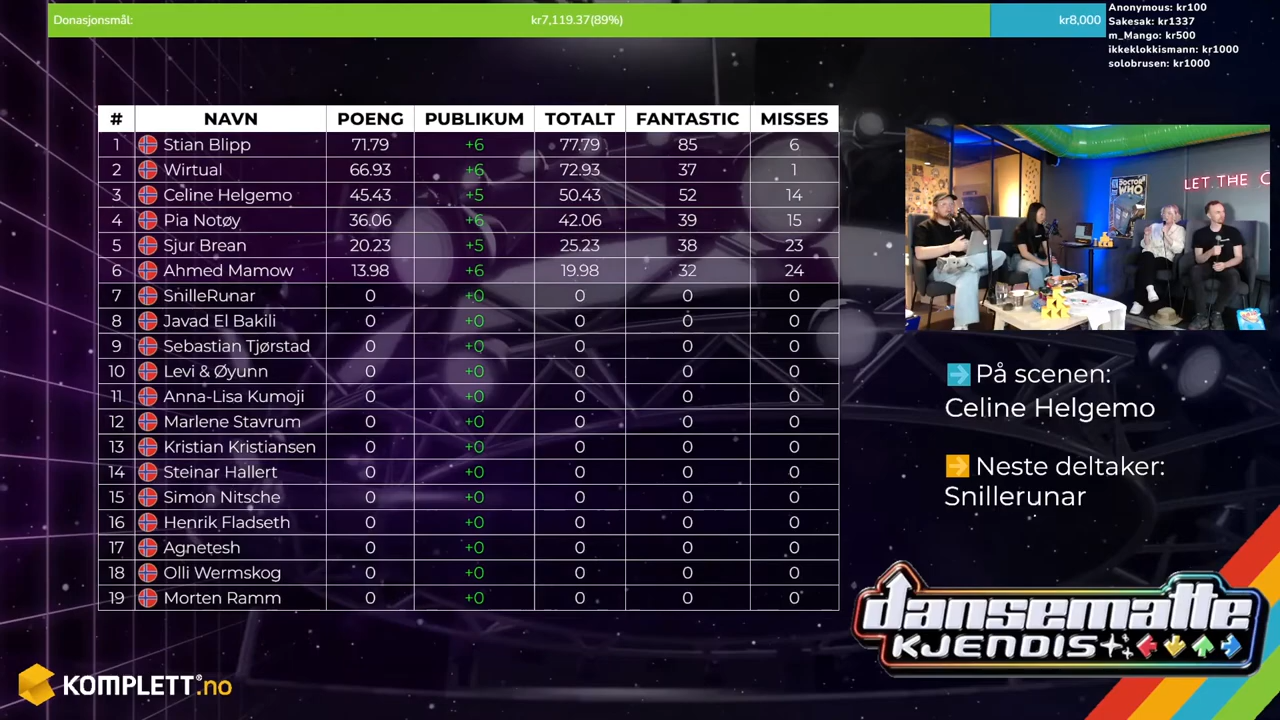 Donasjonsmål: kr7,119.37(89%) kr8,000
Anonymous: kr100
Sakesak: kr1337
m_Mango: kr500
ikkeklokkismann: kr1000
solobrusen: kr1000
# NAVN POENG PUBLIKUM TOTALT FANTASTIC MISSES
1 Stian Blipp 71.79 +6 77.79 85 6
2 Wirtual 66.93 +6 72.93 37 1
3 Celine Helgemo 45.43 +5 50.43 52 14
4 Pia Notøy 36.06 +6 42.06 39 15
5 Sjur Brean 20.23 +5 25.23 38 23
6 Ahmed Mamow 13.98 +6 19.98 32 24
7 SnilleRunar 0 +0 0 0 0
8 Javad El Bakili 0 +0 0 0 0
9 Sebastian Tjørstad 0 +0 0 0 0
10 Levi & Øyunn 0 +0 0 0 0
11 Anna-Lisa Kumoji 0 +0 0 0 0
12 Marlene Stavrum 0 +0 0 0 0
13 Kristian Kristiansen 0 +0 0 0 0
14 Steinar Hallert 0 +0 0 0 0
15 Simon Nitsche 0 +0 0 0 0
16 Henrik Fladseth 0 +0 0 0 0
17 Agnetesh 0 +0 0 0 0
18 Olli Wermskog 0 +0 0 0 0
19 Morten Ramm 0 +0 0 0 0
WHO
LET THE
På scenen:
Celine Helgemo
Neste deltaker:
Snillerunar
dansematte
KJENDIS
KOMPLETT®.no